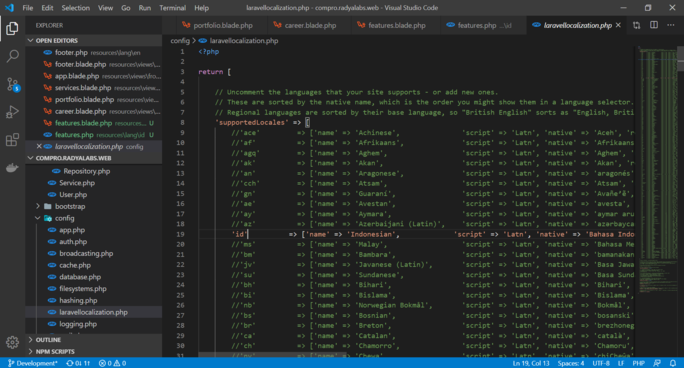 File Edit Selection View Go Run Terminal Help laravellocalization.php - compro.radyalabs.web - Visual Studio Code
EXPLORER
OPEN EDITORS
footer.php resources\lang\en
footer.blade.php resources\views\...
app.blade.php resources\views\fro...
services.blade.php resources\view...
portfolio.blade.php resources\vie...
career.blade.php resources\views\...
features.blade.php resources... U
features.php resources\lang\id U
laravellocalization.php config
COMPRO.RADYALABS.WEB
Repository.php
Service.php
User.php
bootstrap
config
app.php
auth.php
broadcasting.php
cache.php
database.php
filesystems.php
hashing.php
laravellocalization.php
logging.php
OUTLINE
NPM SCRIPTS
portfolio.blade.php career.blade.php features.blade.php features.php ...\id laravellocalization.php
config > laravellocalization.php
1 <?php
2
3 return [
4
5 // Uncomment the languages that your site supports - or add new ones.
6 // These are sorted by the native name, which is the order you might show them in a language selector.
7 // Regional languages are sorted by their base language, so "British English" sorts as "English, Briti
8 'supportedLocales' => [
9 //'ace' => ['name' => 'Achinese', 'script' => 'Latn', 'native' => 'Aceh', 'r
10 //'af' => ['name' => 'Afrikaans', 'script' => 'Latn', 'native' => 'Afrikaans
11 //'agq' => ['name' => 'Aghem', 'script' => 'Latn', 'native' => 'Aghem',
12 //'ak' => ['name' => 'Akan', 'script' => 'Latn', 'native' => 'Akan',
13 //'an' => ['name' => 'Aragonese', 'script' => 'Latn', 'native' => 'aragonés'
14 //'cch' => ['name' => 'Atsam', 'script' => 'Latn', 'native' => 'Atsam',
15 //'gn' => ['name' => 'Guaraní', 'script' => 'Latn', 'native' => 'Avañe’ẽ',
16 //'ae' => ['name' => 'Avestan', 'script' => 'Latn', 'native' => 'avesta',
17 //'ay' => ['name' => 'Aymara', 'script' => 'Latn', 'native' => 'aymar aru
18 //'az' => ['name' => 'Azerbaijani (Latin)', 'script' => 'Latn', 'native' => 'azərbayca
19 'id' => ['name' => 'Indonesian', 'script' => 'Latn', 'native' => 'Bahasa Indo
20 //'ms' => ['name' => 'Malay', 'script' => 'Latn', 'native' => 'Bahasa Me
21 //'bm' => ['name' => 'Bambara', 'script' => 'Latn', 'native' => 'bamanakan
22 //'jv' => ['name' => 'Javanese (Latin)', 'script' => 'Latn', 'native' => 'Basa Jawa
23 //'su' => ['name' => 'Sundanese', 'script' => 'Latn', 'native' => 'Basa Sund
24 //'bh' => ['name' => 'Bihari', 'script' => 'Latn', 'native' => 'Bihari',
25 //'bi' => ['name' => 'Bislama', 'script' => 'Latn', 'native' => 'Bislama',
26 //'nb' => ['name' => 'Norwegian Bokmål', 'script' => 'Latn', 'native' => 'Bokmål',
27 //'bs' => ['name' => 'Bosnian', 'script' => 'Latn', 'native' => 'bosanski'
28 //'br' => ['name' => 'Breton', 'script' => 'Latn', 'native' => 'brezhoneg
29 //'ca' => ['name' => 'Catalan', 'script' => 'Latn', 'native' => 'català',
30 //'ch' => ['name' => 'Chamorro', 'script' => 'Latn', 'native' => 'Chamoru',
31 => ['name' => 'Chewa', 'script' => 'Latn', 'native' =>
Development* 0↓ 1↑ 0 0 Ln 19, Col 13 Spaces: 4 UTF-8 LF PHP